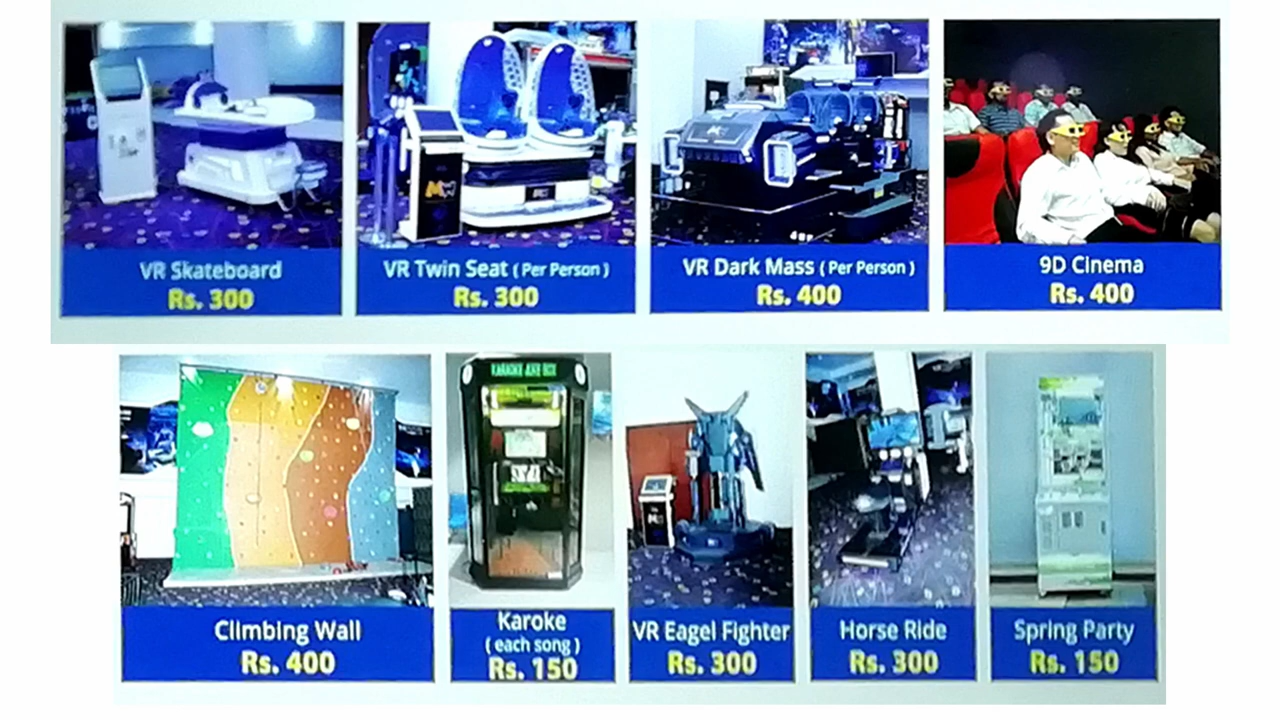 VR Skateboard
Rs. 300
VR Twin Seat ( Per Person )
Rs. 300
VR Dark Mass ( Per Person )
Rs. 400
9D Cinema
Rs. 400
KARAOKE
Climbing Wall
Rs. 400
Karoke
( each song )
Rs. 150
VR Eagel Fighter
Rs. 300
Horse Ride
Rs. 300
Spring Party
Rs. 150